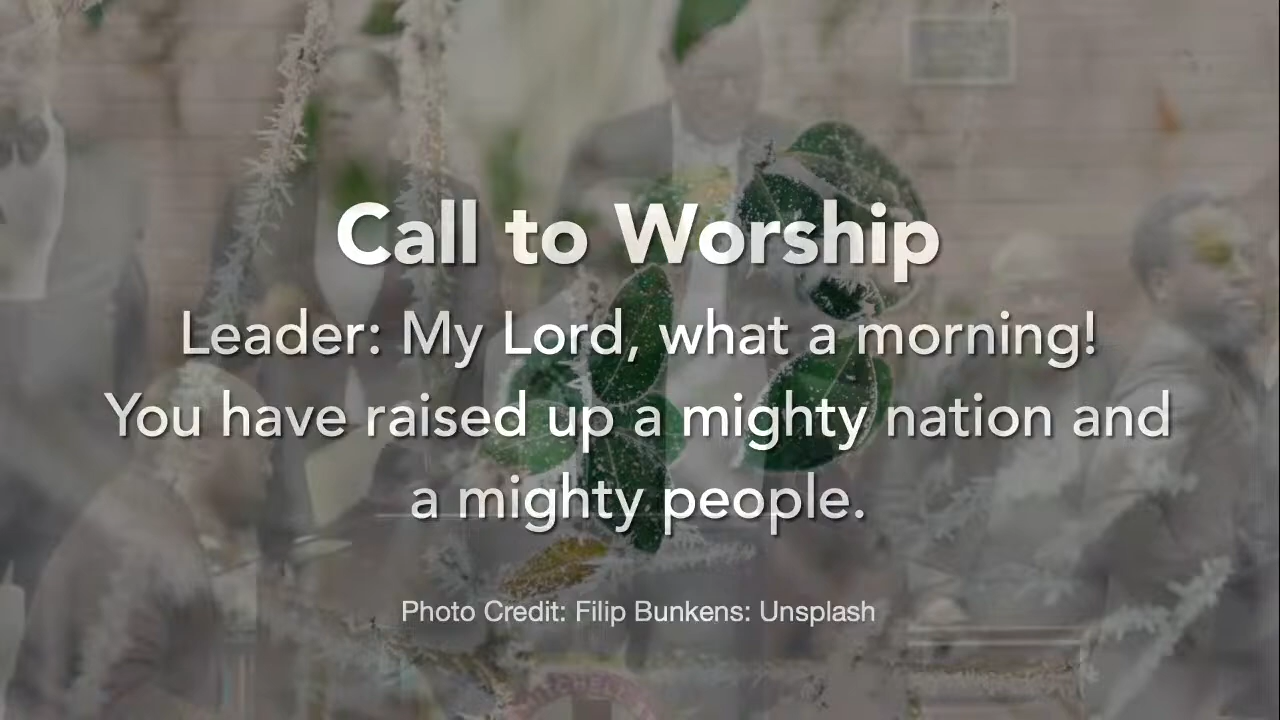 Call to Worship
Leader: My Lord, what a morning!
You have raised up a mighty nation and
a mighty people.
Photo Credit: Filip Bunkens: Unsplash